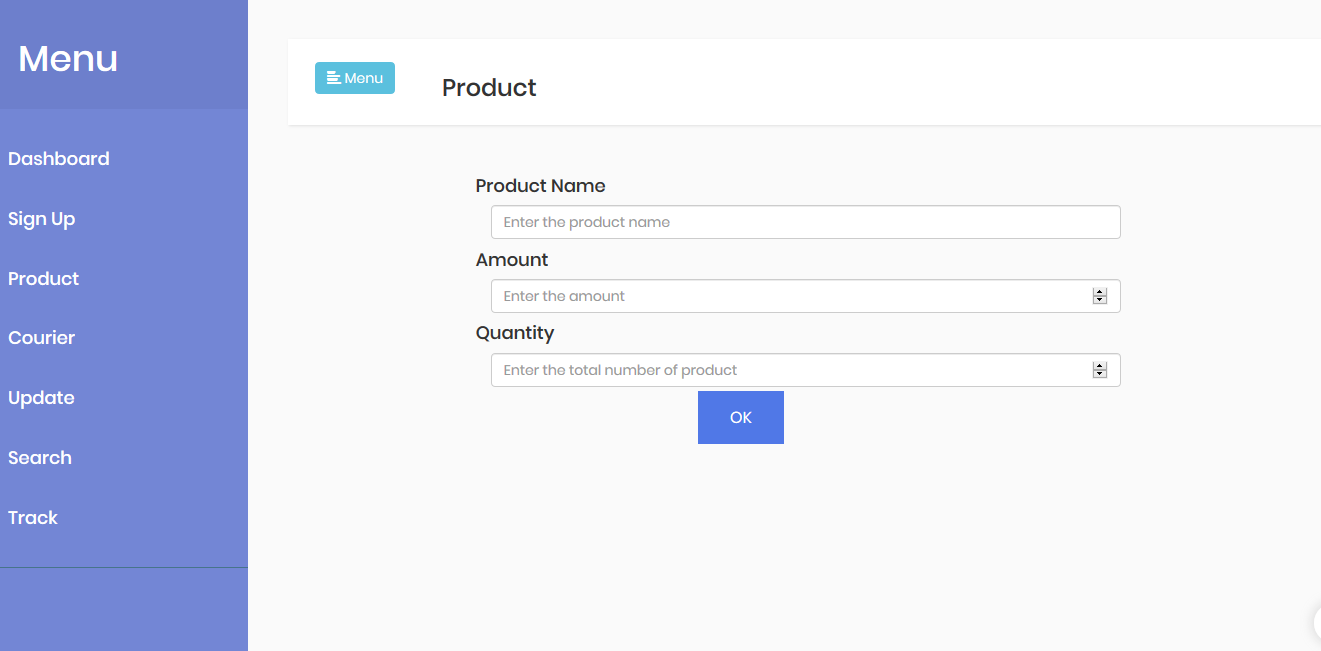 Menu
Dashboard
Sign Up
Product
Courier
Update
Search
Track
Menu
Product
Product Name
Enter the product name
Amount
Enter the amount
Quantity
Enter the total number of product
OK